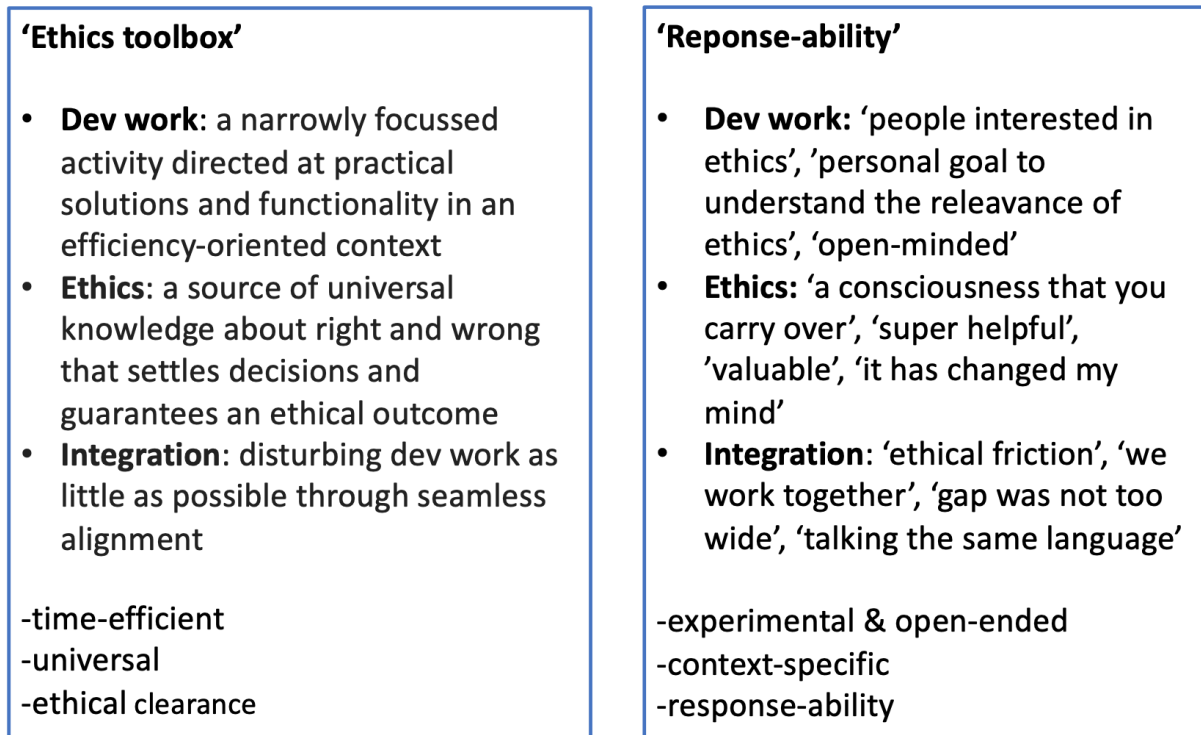 ‘Ethics toolbox’
• Dev work: a narrowly focussed
activity directed at practical
solutions and functionality in an
efficiency-oriented context
• Ethics: a source of universal
knowledge about right and wrong
that settles decisions and
guarantees an ethical outcome
• Integration: disturbing dev work as
little as possible through seamless
alignment
-time-efficient
-universal
-ethical clearance
‘Reponse-ability’
• Dev work: ‘people interested in
ethics’, ’personal goal to
understand the releavance of
ethics’, ‘open-minded’
• Ethics: ‘a consciousness that you
carry over’, ‘super helpful’,
’valuable’, ‘it has changed my
mind’
• Integration: ‘ethical friction’, ‘we
work together’, ‘gap was not too
wide’, ‘talking the same language’
-experimental & open-ended
-context-specific
-response-ability